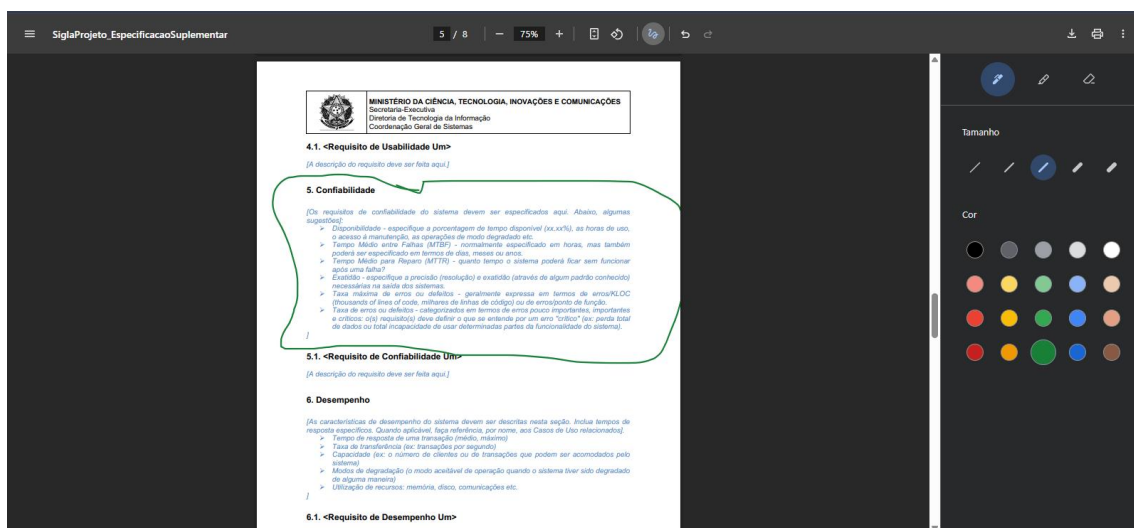 SiglaProjeto_EspecificacaoSuplementar
5 / 8
75%
MINISTÉRIO DA CIÊNCIA, TECNOLOGIA, INOVAÇÕES E COMUNICAÇÕES
Secretaria-Executiva
Diretoria de Tecnologia da Informação
Coordenação Geral de Sistemas
4.1. <Requisito de Usabilidade Um>
[A descrição do requisito deve ser feita aqui.]
5. Confiabilidade
[Os requisitos de confiabilidade do sistema devem ser especificados aqui. Abaixo, algumas
sugestões]:
➢ Disponibilidade - especifique a porcentagem de tempo disponível (xx.xx%), as horas de uso,
o acesso à manutenção, as operações de modo degradado etc.
➢ Tempo Médio entre Falhas (MTBF) - normalmente especificado em horas, mas também
poderá ser especificado em termos de dias, meses ou anos.
➢ Tempo Médio para Reparo (MTTR) - quanto tempo o sistema poderá ficar sem funcionar
após uma falha?
➢ Exatidão - especifique a precisão (resolução) e exatidão (através de algum padrão conhecido)
necessárias na saída dos sistemas.
➢ Taxa máxima de erros ou defeitos - geralmente expressa em termos de erros/KLOC
(thousands of lines of code, milhares de linhas de código) ou de erros/ponto de função.
➢ Taxa de erros ou defeitos - categorizados em termos de erros pouco importantes, importantes
e críticos: o(s) requisito(s) deve definir o que se entende por um erro "crítico" (ex: perda total
de dados ou total incapacidade de usar determinadas partes da funcionalidade do sistema).
]
5.1. <Requisito de Confiabilidade Um>
[A descrição do requisito deve ser feita aqui.]
6. Desempenho
[As características de desempenho do sistema devem ser descritas nesta seção. Inclua tempos de
resposta específicos. Quando aplicável, faça referência, por nome, aos Casos de Uso relacionados].
➢ Tempo de resposta de uma transação (médio, máximo)
➢ Taxa de transferência (ex: transações por segundo)
➢ Capacidade (ex: o número de clientes ou de transações que podem ser acomodados pelo
sistema)
➢ Modos de degradação (o modo aceitável de operação quando o sistema tiver sido degradado
de alguma maneira)
➢ Utilização de recursos: memória, disco, comunicações etc.
]
6.1. <Requisito de Desempenho Um>
Tamanho
Cor